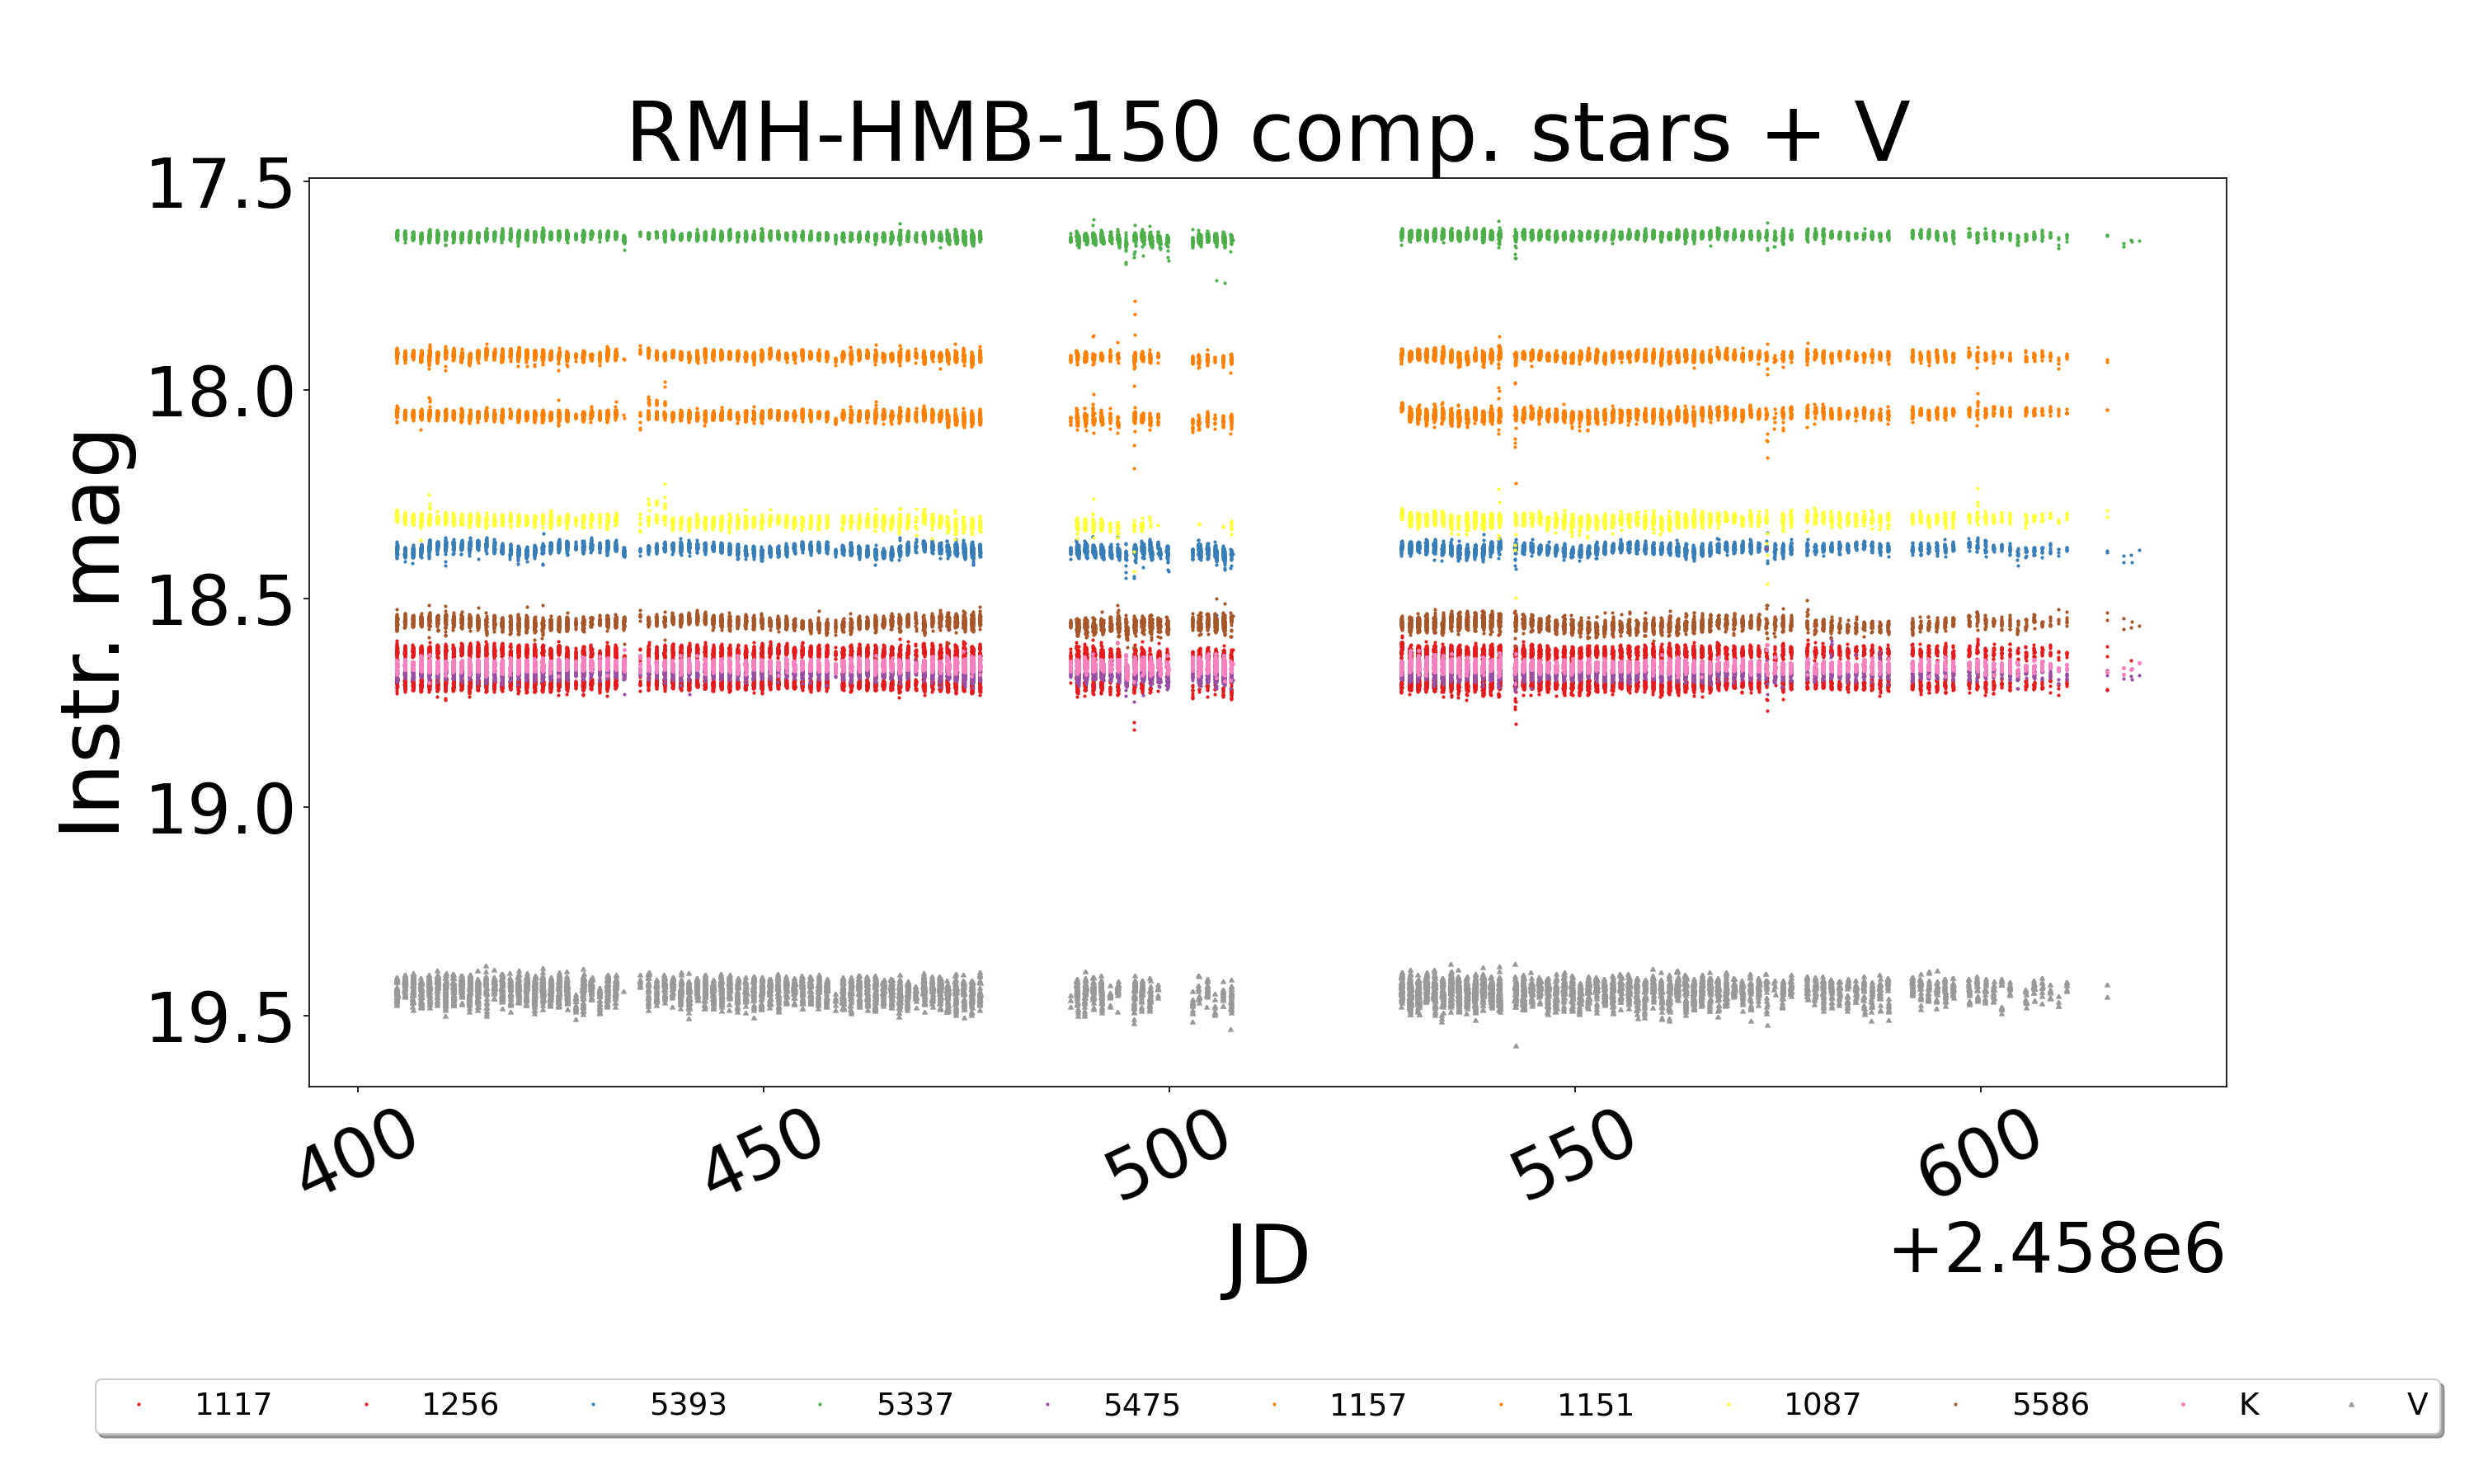 RMH-HMB-150 comp. stars + V
17.5
18.0
18.5
19.0
19.5
Instr. mag
400 450 500 550 600
JD
+2.458e6
1117 1256 5393 5337 5475 1157 1151 1087 5586 K V